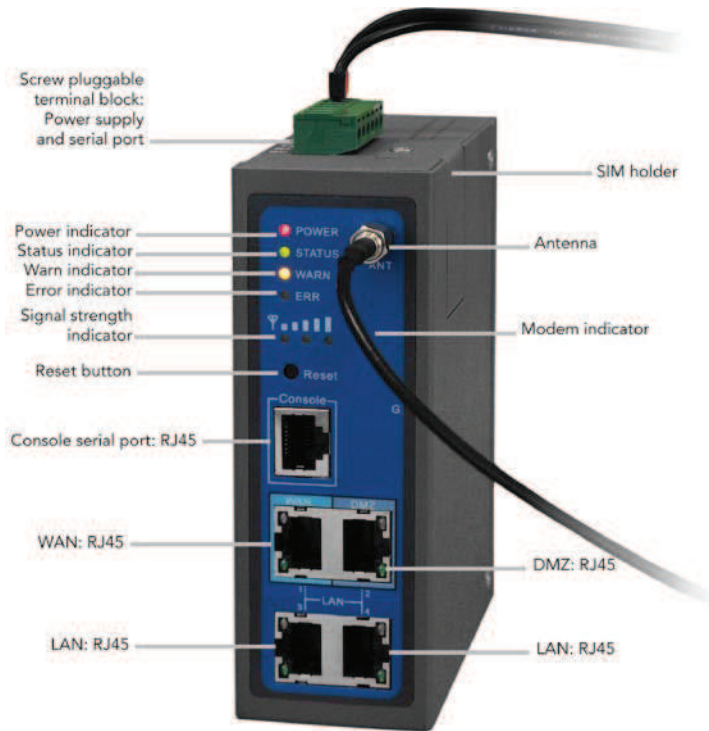 Screw pluggable
terminal block:
Power supply
and serial port
SIM holder
Power indicator
POWER
Status indicator
STATUS
Antenna
Warn indicator
WARN
ANT
Error indicator
ERR
Signal strength
indicator
Modem indicator
Reset button
Reset
Console
G
Console serial port: RJ45
WAN
DMZ
WAN: RJ45
DMZ: RJ45
1
2
LAN
3
4
LAN: RJ45
LAN: RJ45